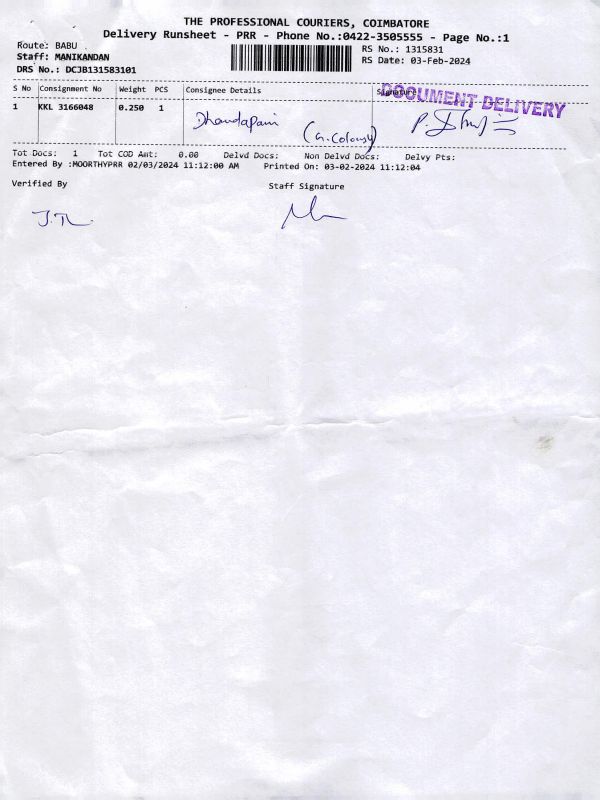 THE PROFESSIONAL COURIERS, COIMBATORE
Delivery Runsheet - PRR - Phone No.:0422-3505555 - Page No.:1
Route: BABU
RS No.: 1315831
Staff: MANIKANDAN
RS Date: 03-Feb-2024
DRS No.: DCJB131583101
S No Consignment No Weight PCS Consignee Details Signature
DOCUMENT DELIVERY
1 KKL 3166048 0.250 1 Dhandapani (G.Colony)
Tot Docs: 1 Tot COD Amt: 0.00 Delvd Docs: Non Delvd Docs: Delvy Pts:
Entered By :MOORTHYPRR 02/03/2024 11:12:00 AM Printed On: 03-02-2024 11:12:04
Verified By Staff Signature